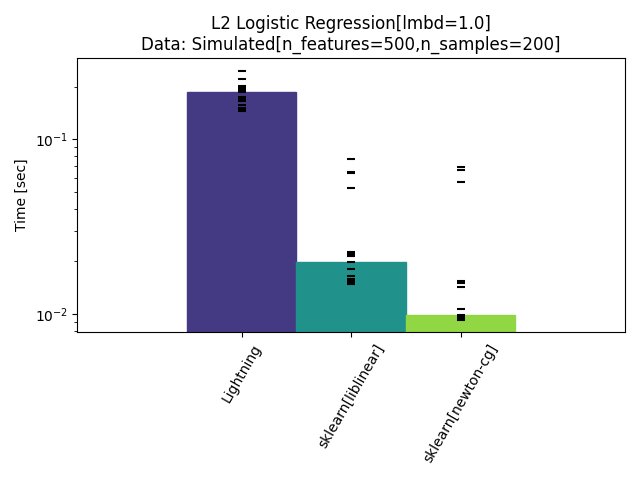 L2 Logistic Regression[lmbd=1.0]
Data: Simulated[n_features=500,n_samples=200]
Time [sec]
10⁻¹
10⁻²
Lightning
sklearn[liblinear]
sklearn[newton-cg]